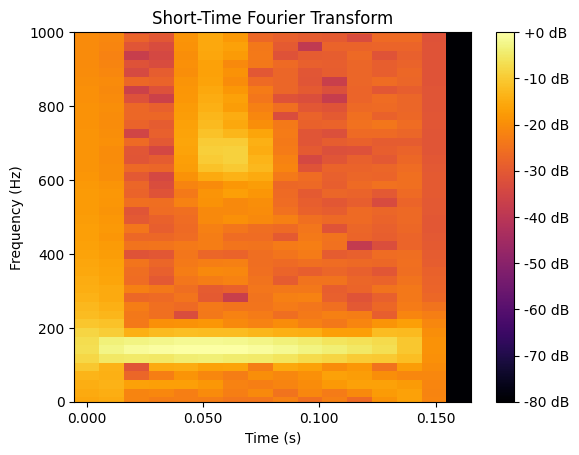 Short-Time Fourier Transform
Frequency (Hz)
1000
800
600
400
200
0
0.000
0.050
0.100
0.150
Time (s)
+0 dB
-10 dB
-20 dB
-30 dB
-40 dB
-50 dB
-60 dB
-70 dB
-80 dB